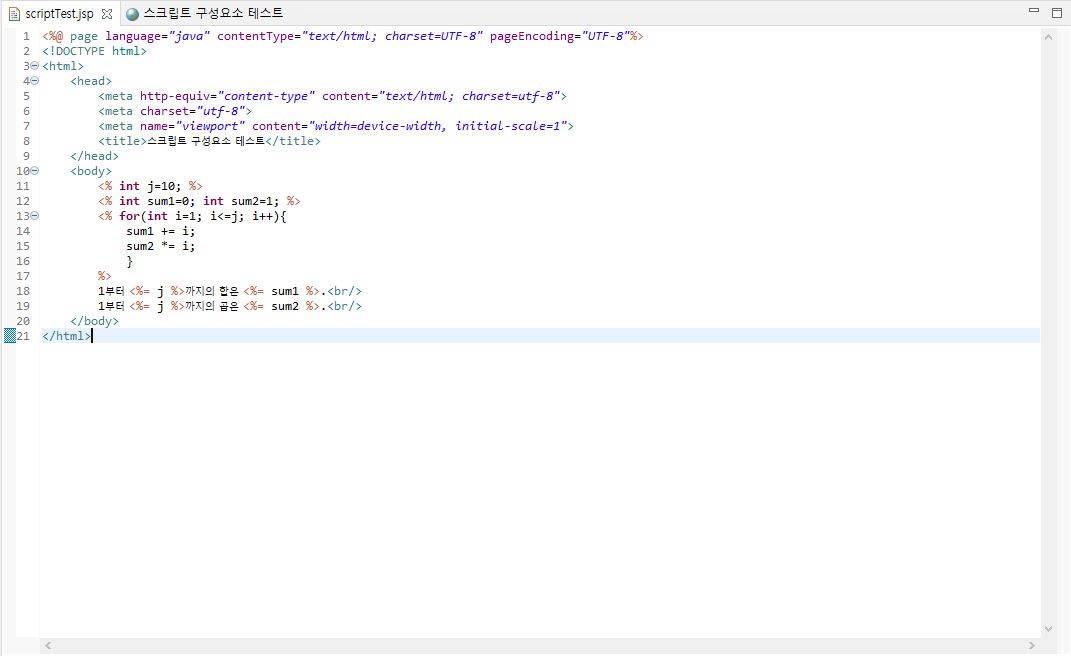 scriptTest.jsp 스크립트 구성요소 테스트
1 <%@ page language="java" contentType="text/html; charset=UTF-8" pageEncoding="UTF-8"%>
2 <!DOCTYPE html>
3 <html>
4 <head>
5 <meta http-equiv="content-type" content="text/html; charset=utf-8">
6 <meta charset="utf-8">
7 <meta name="viewport" content="width=device-width, initial-scale=1">
8 <title>스크립트 구성요소 테스트</title>
9 </head>
10 <body>
11 <% int j=10; %>
12 <% int sum1=0; int sum2=1; %>
13 <% for(int i=1; i<=j; i++){
14 sum1 += i;
15 sum2 *= i;
16 }
17 %>
18 1부터 <%= j %>까지의 합은 <%= sum1 %>.<br/>
19 1부터 <%= j %>까지의 곱은 <%= sum2 %>.<br/>
20 </body>
21 </html>